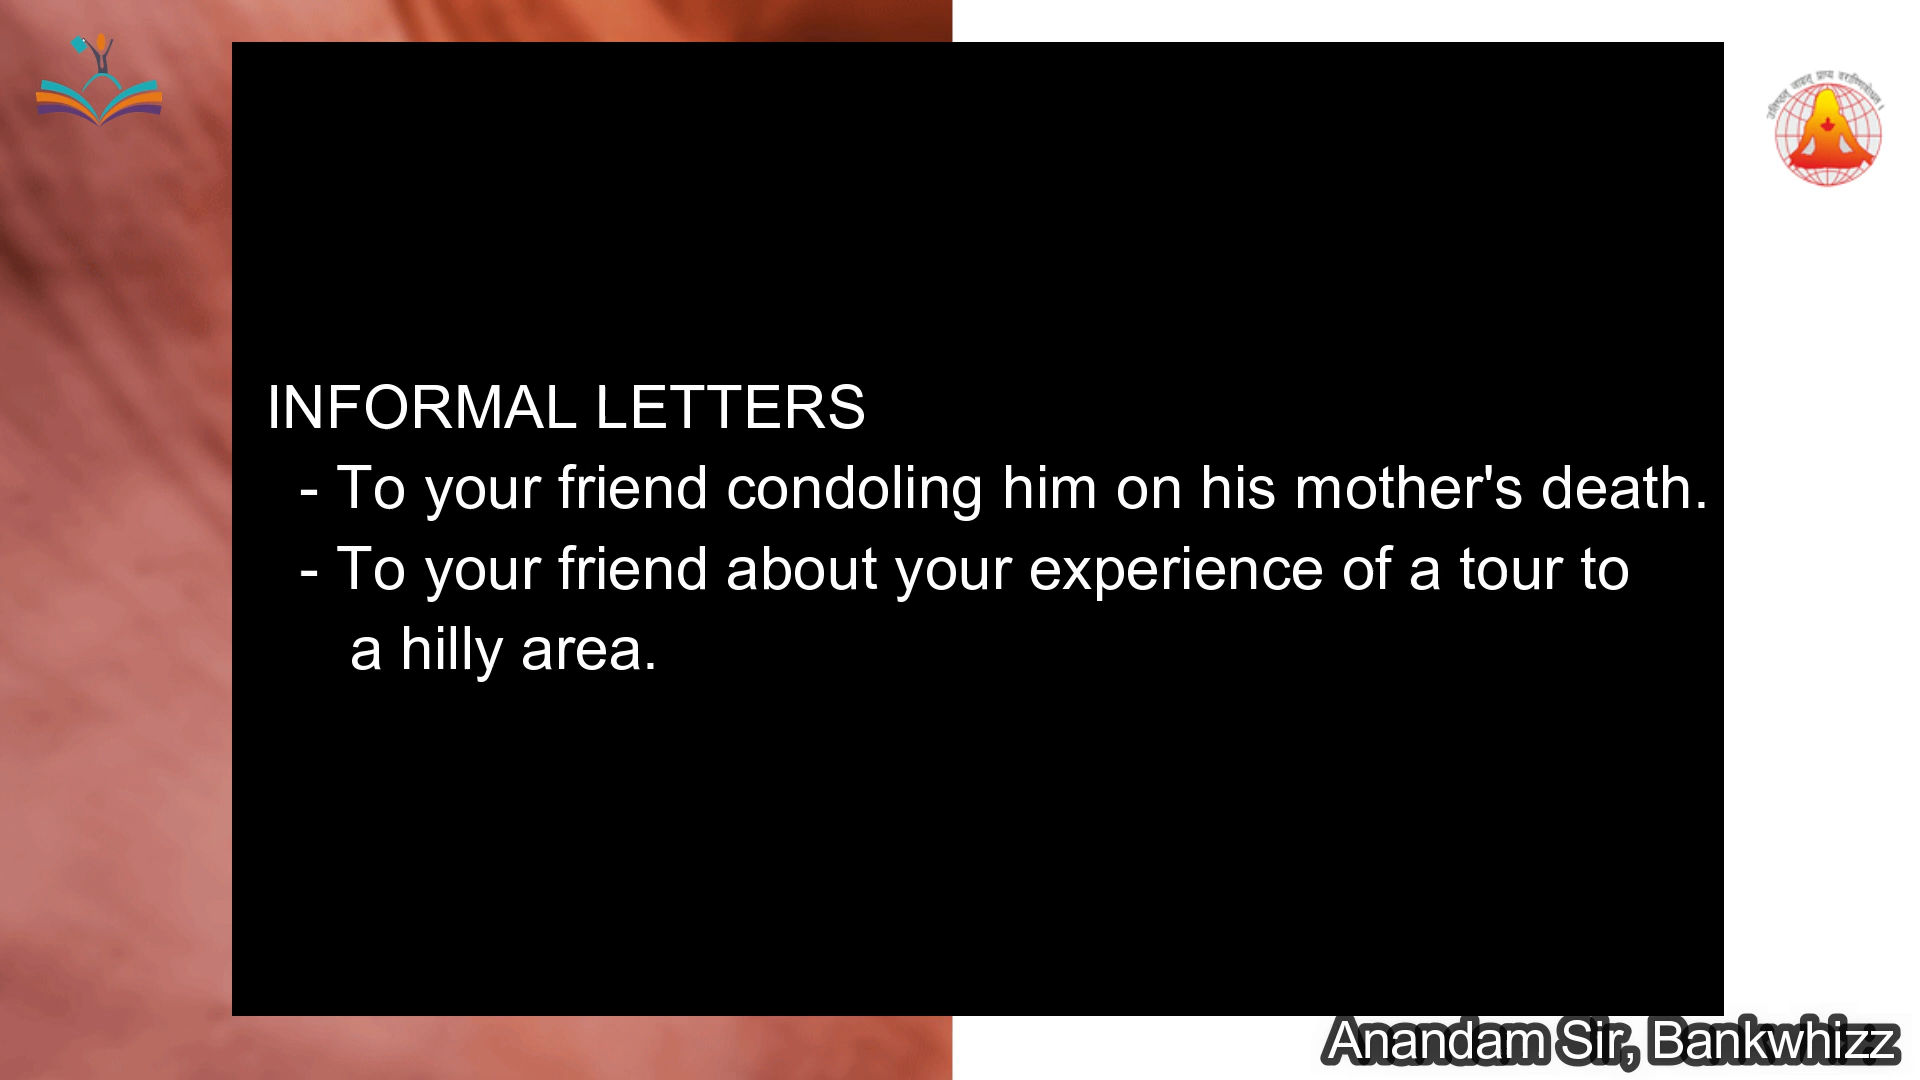 INFORMAL LETTERS
- To your friend condoling him on his mother's death.
- To your friend about your experience of a tour to
a hilly area.
Anandam Sir, Bankwhizz